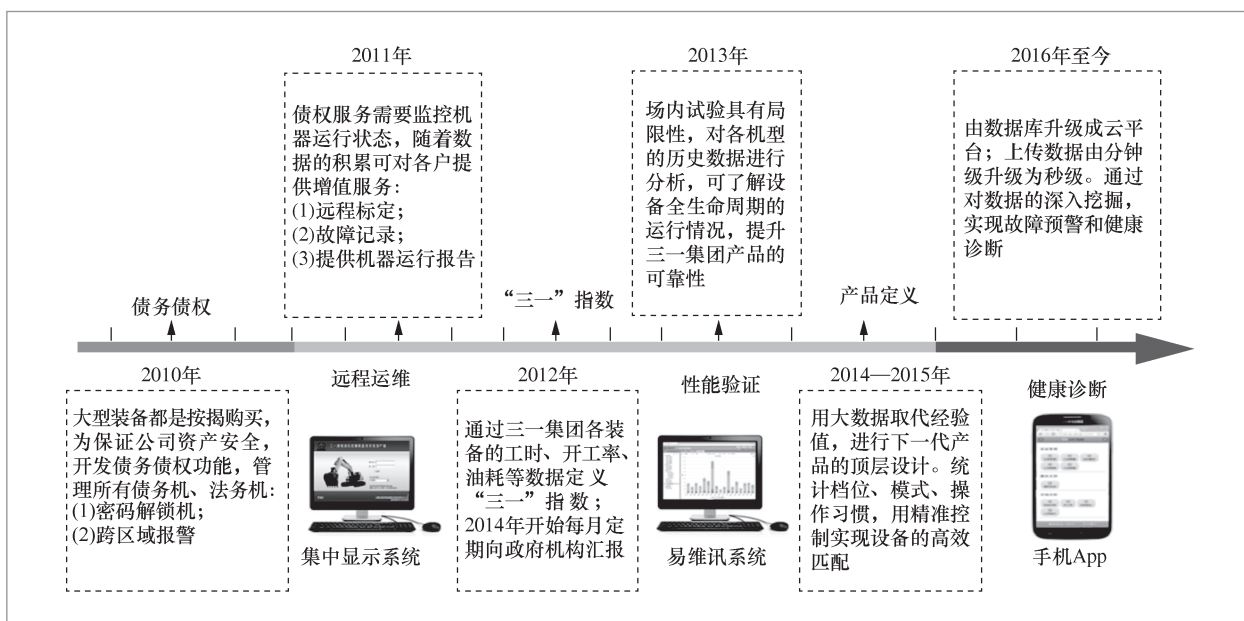 2011年
债权服务需要监控机
器运行状态，随着数
据的积累可对各户提
供增值服务：
(1)远程标定；
(2)故障记录；
(3)提供机器运行报告
2013年
场内试验具有局
限性，对各机型
的历史数据进行
分析，可了解设
备全生命周期的
运行情况，提升
三一集团产品的
可靠性
2016年至今
由数据库升级成云平
台；上传数据由分钟
级升级为秒级。通过
对数据的深入挖掘，
实现故障预警和健康
诊断
债务债权
“三一”指数
产品定义
2010年
大型装备都是按揭购买，
为保证公司资产安全，
开发债务债权功能，管
理所有债务机、法务机：
(1)密码解锁机；
(2)跨区域报警
远程运维
集中显示系统
2012年
通过三一集团各装
备的工时、开工率、
油耗等数据定义
“三一”指数；
2014年开始每月定
期向政府机构汇报
性能验证
易维讯系统
2014—2015年
用大数据取代经验
值，进行下一代产
品的顶层设计。统
计档位、模式、操
作习惯，用精准控
制实现设备的高效
匹配
健康诊断
手机App